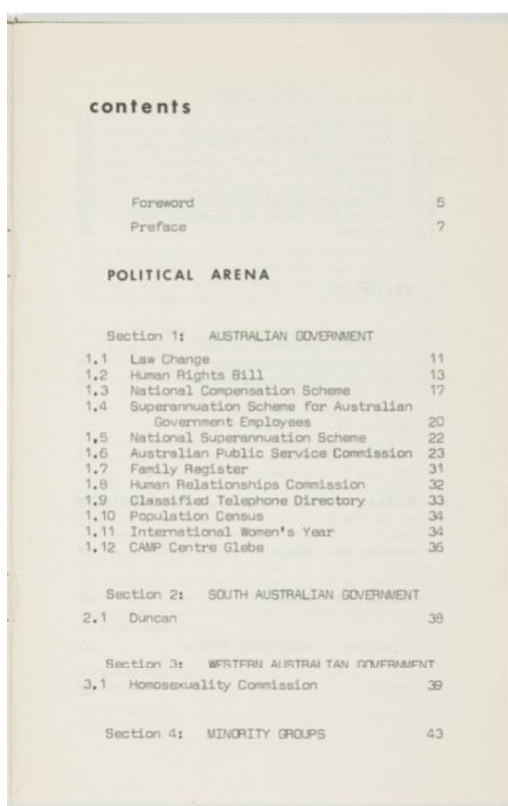 contents
Foreword 5
Preface 7
POLITICAL ARENA
Section 1: AUSTRALIAN GOVERNMENT
1.1 Law Change 11
1.2 Human Rights Bill 13
1.3 National Compensation Scheme 17
1.4 Superannuation Scheme for Australian
Government Employees 20
1.5 National Superannuation Scheme 22
1.6 Australian Public Service Commission 23
1.7 Family Register 31
1.8 Human Relationships Commission 32
1.9 Classified Telephone Directory 33
1.10 Population Census 34
1.11 International Women's Year 34
1.12 CAMP Centre Glebe 36
Section 2: SOUTH AUSTRALIAN GOVERNMENT
2.1 Duncan 38
Section 3: WESTERN AUSTRALIAN GOVERNMENT
3.1 Homosexuality Commission 39
Section 4: MINORITY GROUPS 43